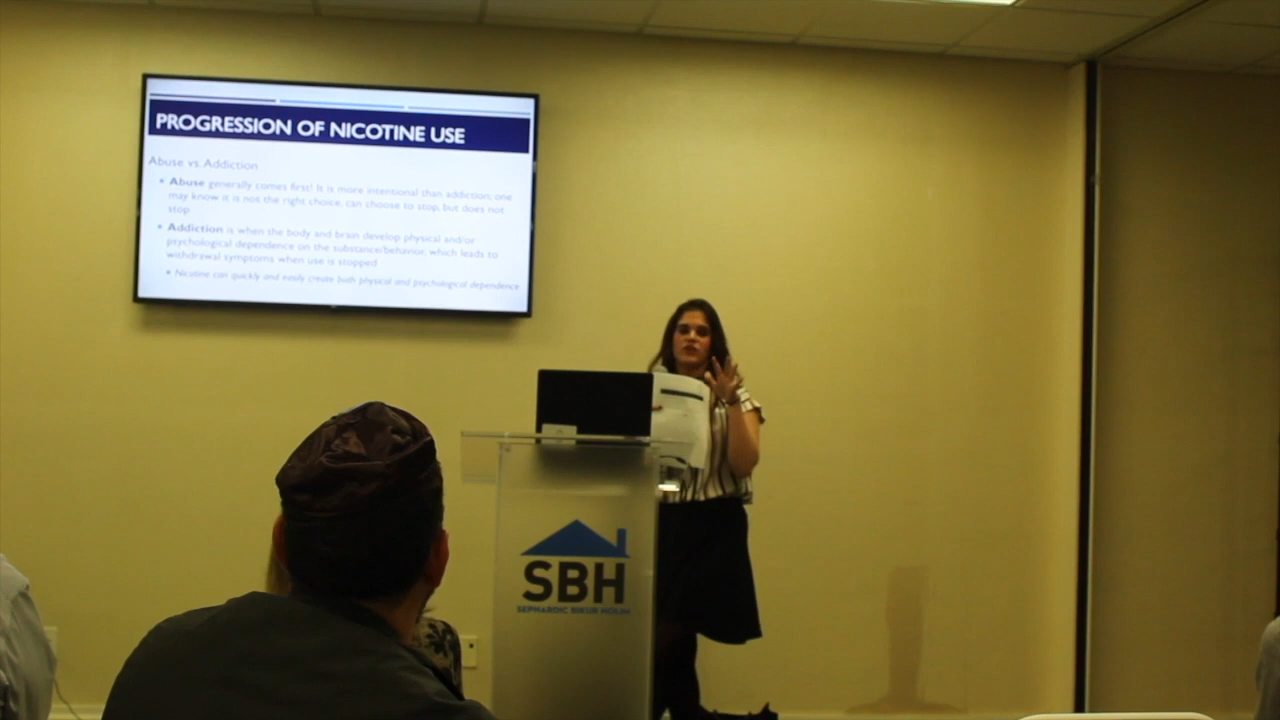 PROGRESSION OF NICOTINE USE
Abuse vs. Addiction
• Abuse generally comes first! It is more intentional than addiction; one
may know it is not the right choice, can choose to stop, but does not
stop
• Addiction is when the body and brain develop physical and/or
psychological dependence on the substance/behavior, which leads to
withdrawal symptoms when use is stopped
• Nicotine can quickly and easily create both physical and psychological dependence
SBH
SEPHARDIC BIKUR HOLIM